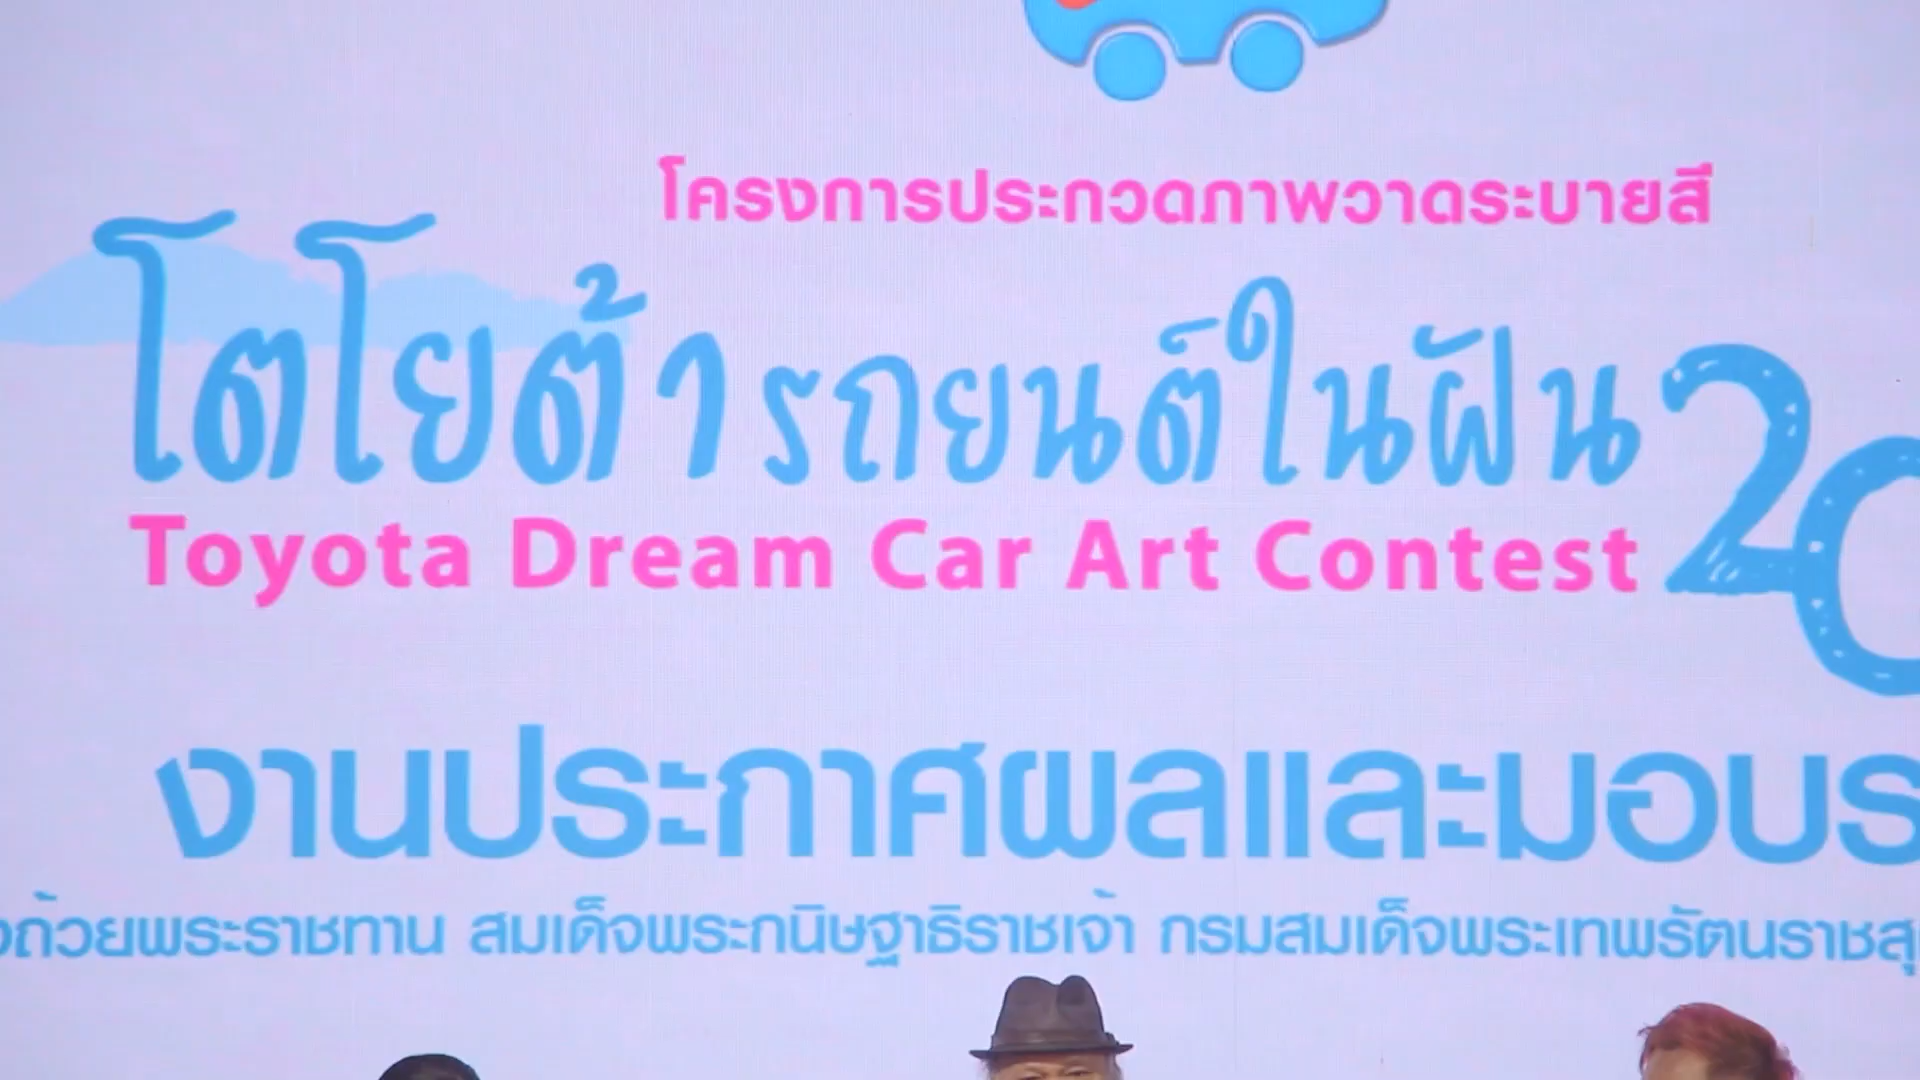 โครงการประกวดภาพวาดระบายสี
โตโยต้า รถยนต์ในฝัน 20
Toyota Dream Car Art Contest
งานประกาศผลและมอบร
ถ้วยพระราชทาน สมเด็จพระกนิษฐาธิราชเจ้า กรมสมเด็จพระเทพรัตนราชสุ